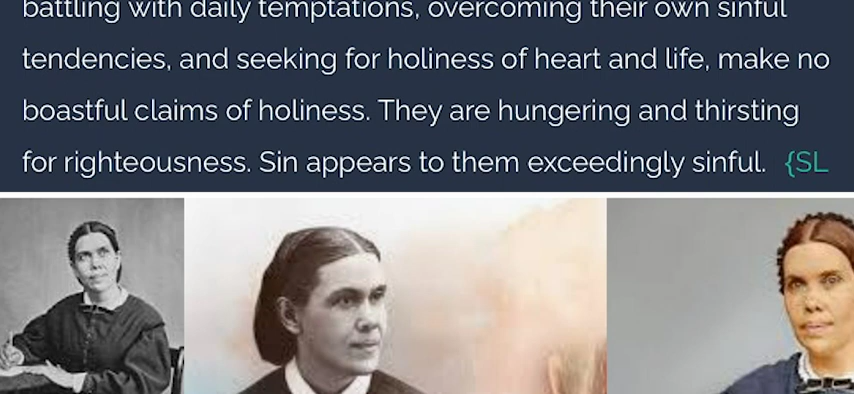 battling with daily temptations, overcoming their own sinful
tendencies, and seeking for holiness of heart and life, make no
boastful claims of holiness. They are hungering and thirsting
for righteousness. Sin appears to them exceedingly sinful. {SL